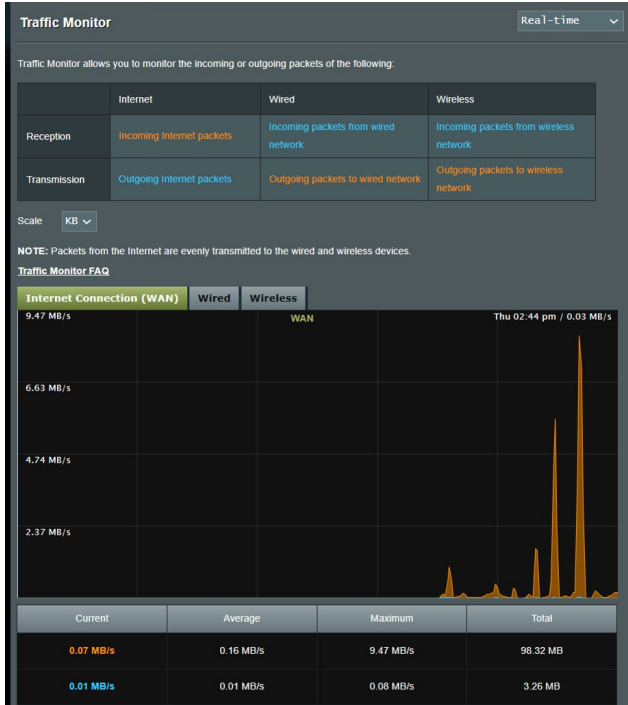 Traffic Monitor
Real-time
Traffic Monitor allows you to monitor the incoming or outgoing packets of the following:
Internet Wired Wireless
Reception Incoming Internet packets Incoming packets from wired network Incoming packets from wireless network
Transmission Outgoing Internet packets Outgoing packets to wired network Outgoing packets to wireless network
Scale KB
NOTE: Packets from the Internet are evenly transmitted to the wired and wireless devices.
Traffic Monitor FAQ
Internet Connection (WAN) Wired Wireless
9.47 MB/s WAN Thu 02:44 pm / 0.03 MB/s
6.63 MB/s
4.74 MB/s
2.37 MB/s
Current Average Maximum Total
0.07 MB/s 0.16 MB/s 9.47 MB/s 98.32 MB
0.01 MB/s 0.01 MB/s 0.08 MB/s 3.26 MB